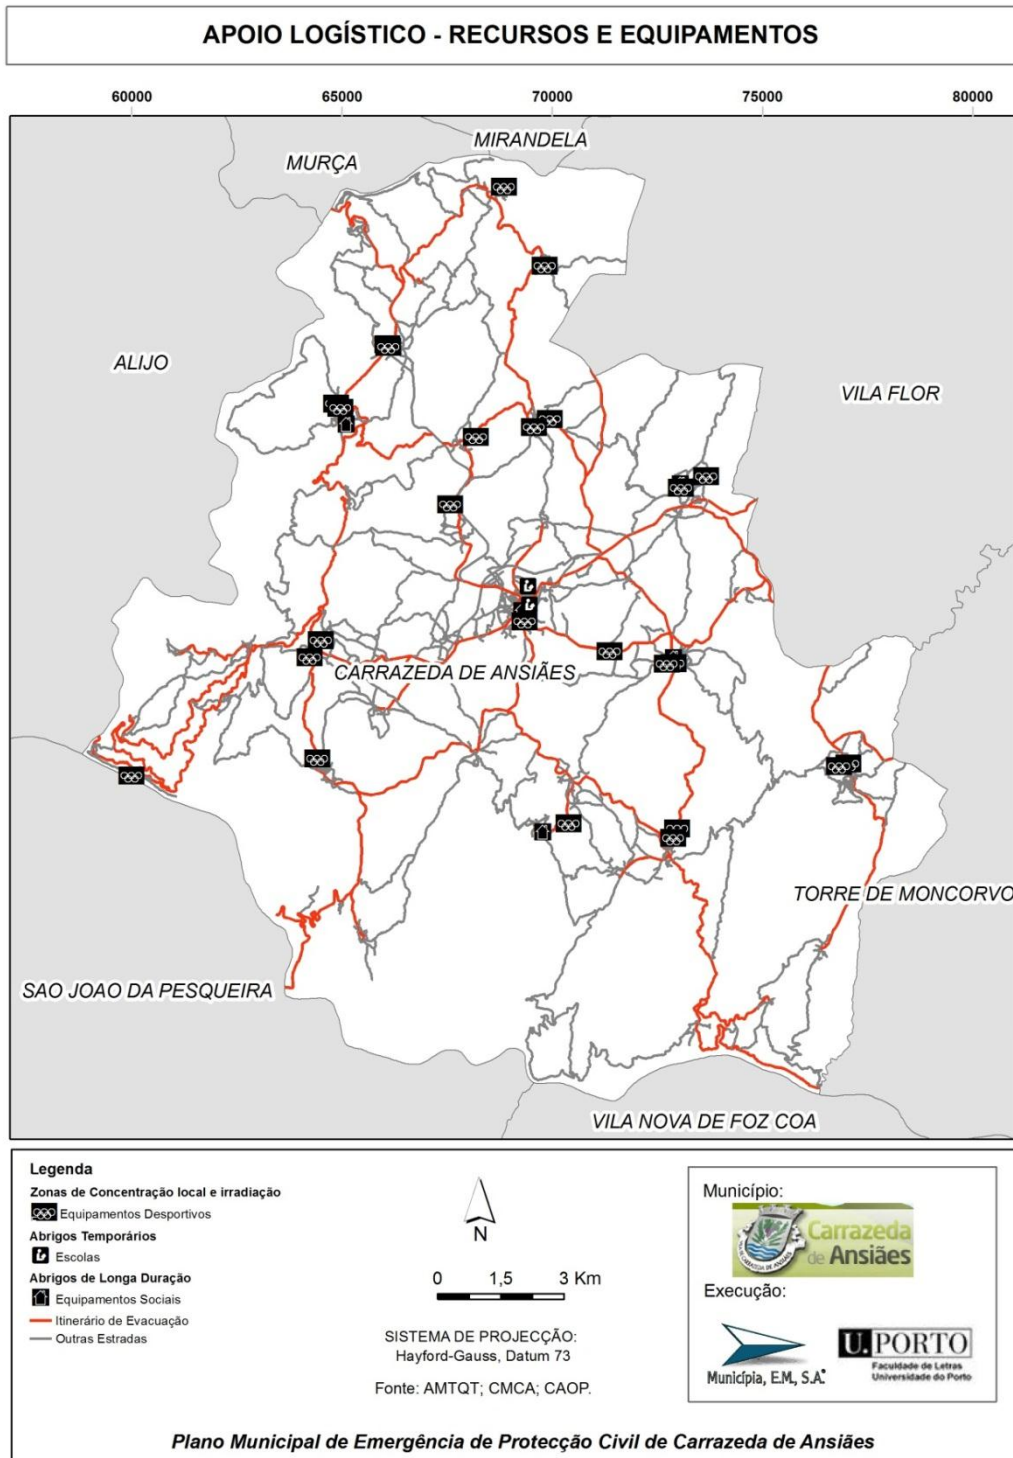 APOIO LOGÍSTICO - RECURSOS E EQUIPAMENTOS
60000 65000 70000 75000 80000
MIRANDELA
MURÇA
ALIJO
VILA FLOR
CARRAZEDA DE ANSIÃES
TORRE DE MONCORVO
SAO JOAO DA PESQUEIRA
VILA NOVA DE FOZ COA
Legenda
Zonas de Concentração local e irradiação
Equipamentos Desportivos
Abrigos Temporários
Escolas
Abrigos de Longa Duração
Equipamentos Sociais
Itinerário de Evacuação
Outras Estradas
N
0 1,5 3 Km
SISTEMA DE PROJECÇÃO:
Hayford-Gauss, Datum 73
Fonte: AMTQT; CMCA; CAOP.
Município:
Carrazeda
de Ansiães
Execução:
Municípia, E.M., S.A.
U.PORTO
Faculdade de Letras
Universidade do Porto
Plano Municipal de Emergência de Protecção Civil de Carrazeda de Ansiães